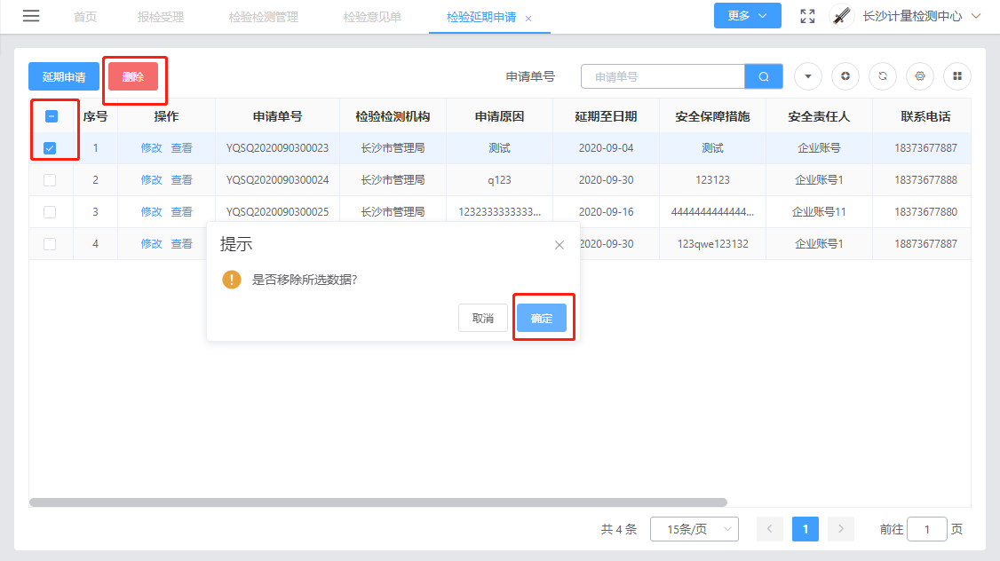 首页 报检受理 检验检测管理 检验意见单 检验延期申请 × 更多 长沙计量检测中心
延期申请 删除 申请单号 申请单号
序号 操作 申请单号 检验检测机构 申请原因 延期至日期 安全保障措施 安全责任人 联系电话
1 修改 查看 YQSQ2020090300023 长沙市管理局 测试 2020-09-04 测试 企业账号 18373677887
2 修改 查看 YQSQ2020090300024 长沙市管理局 q123 2020-09-30 123123 企业账号1 18373677888
3 修改 查看 YQSQ2020090300025 长沙市管理局 1232333333333... 2020-09-16 4444444444444... 企业账号11 18373677880
4 修改 查看 2020-09-30 123qwe123132 企业账号1 18873677887
提示
是否移除所选数据?
取消 确定
共 4 条 15条/页 1 前往 1 页